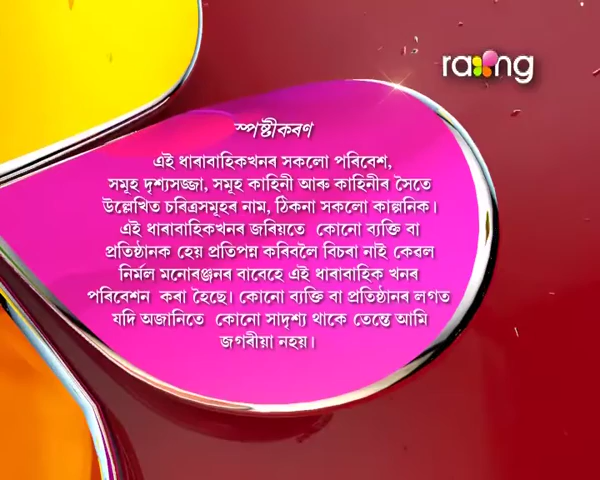 rang
স্পষ্টীকৰণ
এই ধাৰাবাহিকখনৰ সকলো পৰিবেশ,
সমূহ দৃশ্যসজ্জা, সমূহ কাহিনী আৰু কাহিনীৰ সৈতে
উল্লেখিত চৰিত্ৰসমূহৰ নাম, ঠিকনা সকলো কাল্পনিক।
এই ধাৰাবাহিকখনৰ জৰিয়তে কোনো ব্যক্তি বা
প্ৰতিষ্ঠানক হেয় প্ৰতিপন্ন কৰিবলৈ বিচৰা নাই কেৱল
নিৰ্মল মনোৰঞ্জনৰ বাবেহে এই ধাৰাবাহিক খনৰ
পৰিবেশন কৰা হৈছে। কোনো ব্যক্তি বা প্ৰতিষ্ঠানৰ লগত
যদি অজানিতে কোনো সাদৃশ্য থাকে তেন্তে আমি
জগৰীয়া নহয়।